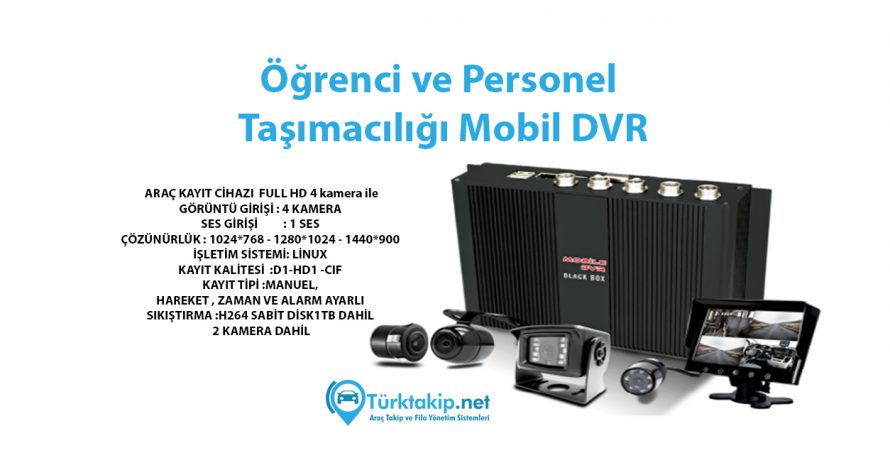 Öğrenci ve Personel
Taşımacılığı Mobil DVR
ARAÇ KAYIT CİHAZI FULL HD 4 kamera ile
GÖRÜNTÜ GİRİŞİ : 4 KAMERA
SES GİRİŞİ : 1 SES
ÇÖZÜNÜRLÜK : 1024*768 - 1280*1024 - 1440*900
İŞLETİM SİSTEMİ: LİNUX
KAYIT KALİTESİ :D1-HD1 -CIF
KAYIT TİPİ :MANUEL,
HAREKET , ZAMAN VE ALARM AYARLI
SIKIŞTIRMA :H264 SABİT DİSK1TB DAHİL
2 KAMERA DAHİL
MOBILE
DVR
BLACK BOX
Türktakip.net
Araç Takip ve Filo Yönetim Sistemleri